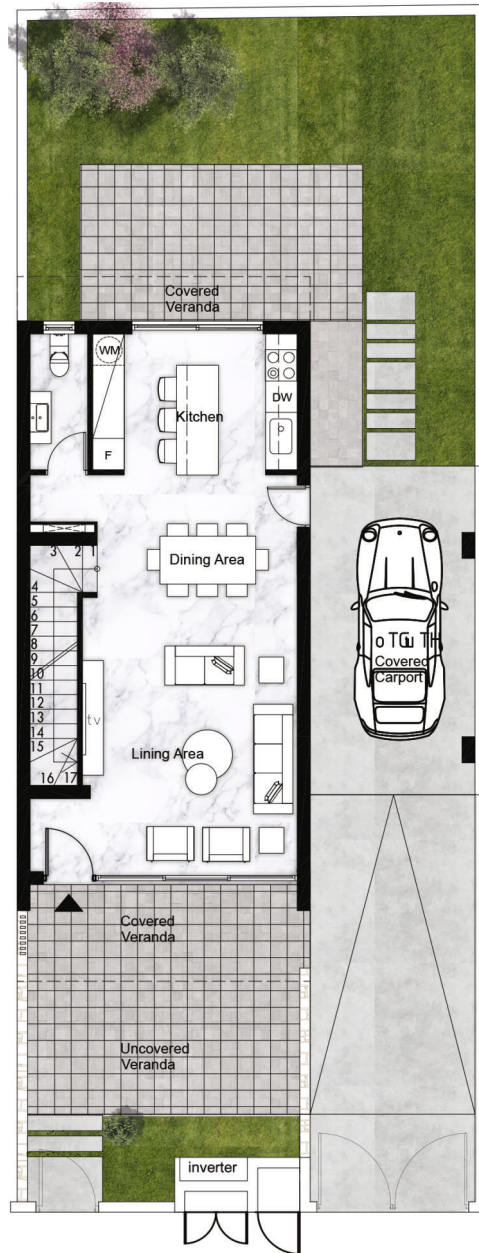 Covered
Veranda
WM
Kitchen
DW
F
3 2 1
4
Dining Area
5
6
7
8
9
10
11
12
13
14
15
16 17
tv
Lining Area
Covered
Carport
Covered
Veranda
Uncovered
Veranda
inverter